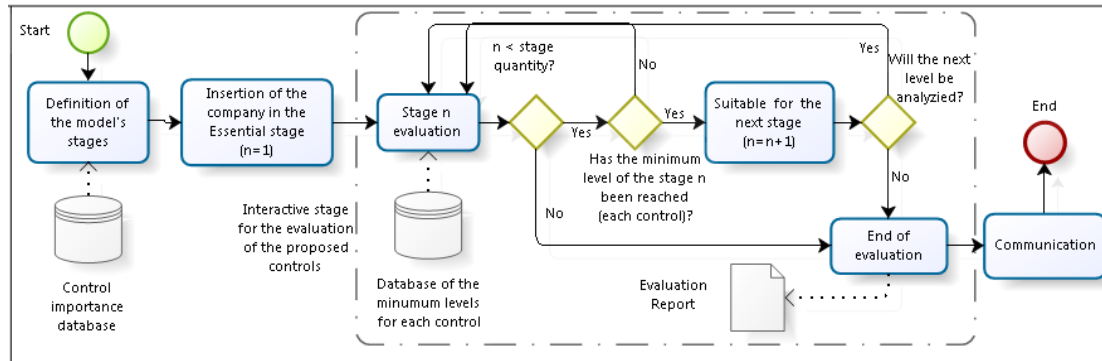 Start
Definition of
the model's
stages
Control
importance
database
Insertion of the
company in the
Essential stage
(n=1)
Interactive stage
for the evaluation
of the proposed
controls
Stage n
evaluation
Database of the
minumum levels
for each control
n < stage
quantity?
Yes
No
No
Yes
Has the minimum
level of the stage n
been reached
(each control)?
Suitable for the
next stage
(n=n+1)
Yes
Will the next
level be
analyzied?
No
End of
evaluation
Evaluation
Report
Communication
End